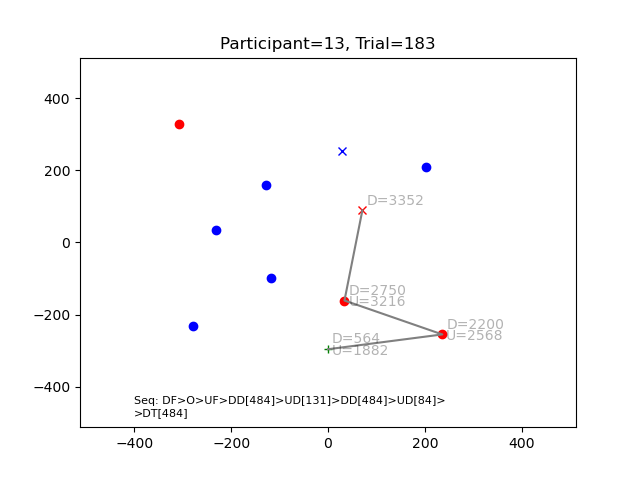 Participant=13, Trial=183
400
200
0
−200
−400
D=3352
D=2750
U=3216
D=2200
U=2568
D=564
U=1882
Seq: DF>O>UF>DD[484]>UD[131]>DD[484]>UD[84]>
>DT[484]
−400
−200
0
200
400